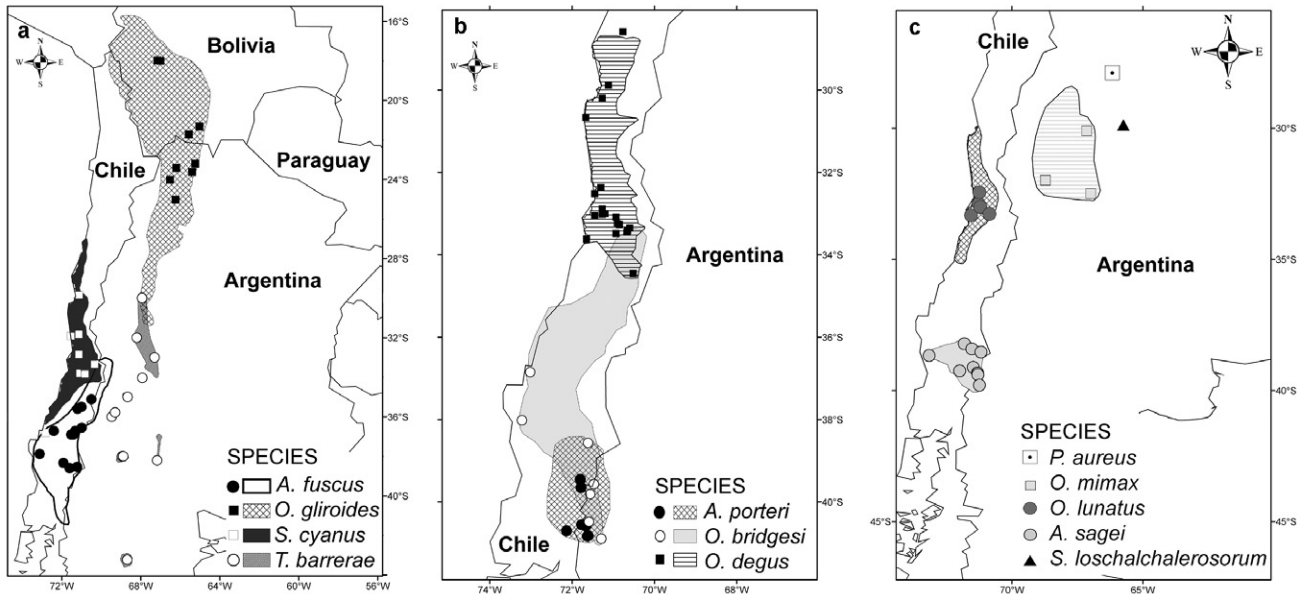 a
N
W E
S
Bolivia
Chile
Paraguay
Argentina
16°S
20°S
24°S
28°S
32°S
36°S
40°S
72°W 68°W 64°W 60°W 56°W
SPECIES
A. fuscus
O. gliroides
S. cyanus
T. barrerae
b
N
W E
S
Argentina
Chile
30°S
32°S
34°S
36°S
38°S
40°S
74°W 72°W 70°W 68°W 66°W
SPECIES
A. porteri
O. bridgesi
O. degus
c
N
W E
S
Chile
Argentina
30°S
35°S
40°S
45°S
70°W 65°W
SPECIES
P. aureus
O. mimax
O. lunatus
A. sagei
S. loschalchalerosorum